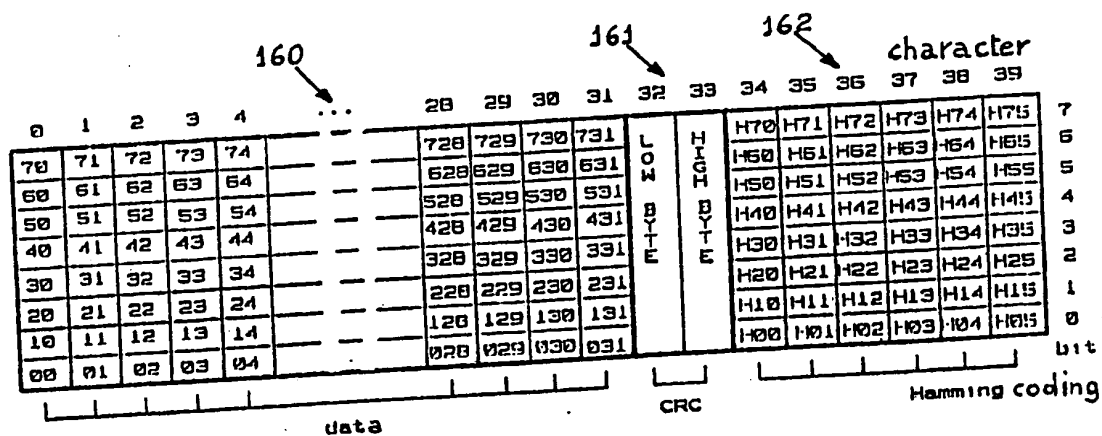 160 161 162
character
0 1 2 3 4 ... 28 29 30 31 32 33 34 35 36 37 38 39
70 71 72 73 74 728 729 730 731 H70 H71 H72 H73 H74 H75 7
60 61 62 63 64 628 629 630 631 H60 H61 H62 H63 H64 H65 6
50 51 52 53 54 528 529 530 531 H50 H51 H52 H53 H54 H55 5
40 41 42 43 44 428 429 430 431 H40 H41 H42 H43 H44 H45 4
30 31 32 33 34 328 329 330 331 H30 H31 H32 H33 H34 H35 3
20 21 22 23 24 228 229 230 231 H20 H21 H22 H23 H24 H25 2
10 11 12 13 14 128 129 130 131 H10 H11 H12 H13 H14 H15 1
00 01 02 03 04 028 029 030 031 H00 H01 H02 H03 H04 H05 0
LOW BYTE
HIGH BYTE
bit
data
CRC
Hamming coding